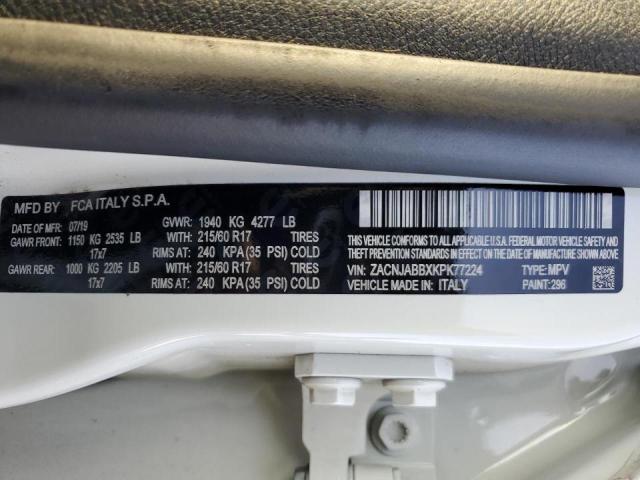 MFD BY FCA ITALY S.P.A.
DATE OF MFR: 07/19 GVWR: 1940 KG 4277 LB
GAWR FRONT: 1150 KG 2535 LB WITH: 215/60 R17 TIRES
17x7 RIMS AT: 240 KPA (35 PSI) COLD
GAWR REAR: 1000 KG 2205 LB WITH: 215/60 R17 TIRES
17x7 RIMS AT: 240 KPA (35 PSI) COLD
THIS VEHICLE CONFORMS TO ALL APPLICABLE U.S. FEDERAL MOTOR VEHICLE SAFETY
STANDARDS IN EFFECT ON THE DATE OF MANUFACTURE SHOWN ABOVE.
VIN: ZACNJABBXKPK77224 TYPE: MPV
VEHICLE MADE IN: ITALY PAINT: 296